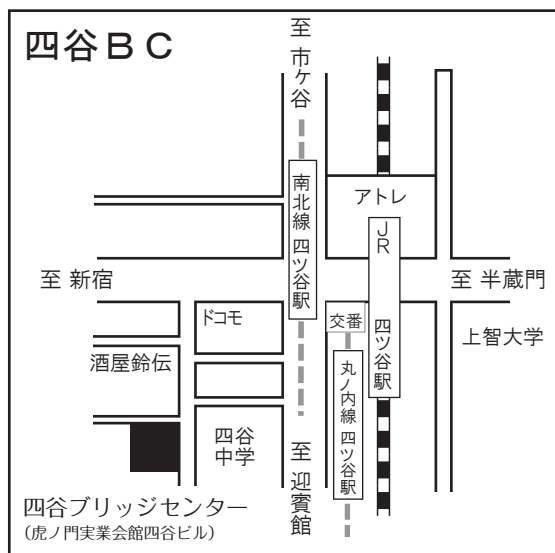 四谷ＢＣ
至 市ヶ谷
南北線 四ツ谷駅
アトレ
ＪＲ 四ツ谷駅
至 新宿
至 半蔵門
ドコモ
交番
上智大学
酒屋鈴伝
丸ノ内線 四ツ谷駅
四谷
中学
至 迎賓館
四谷ブリッジセンター
(虎ノ門実業会館四谷ビル)